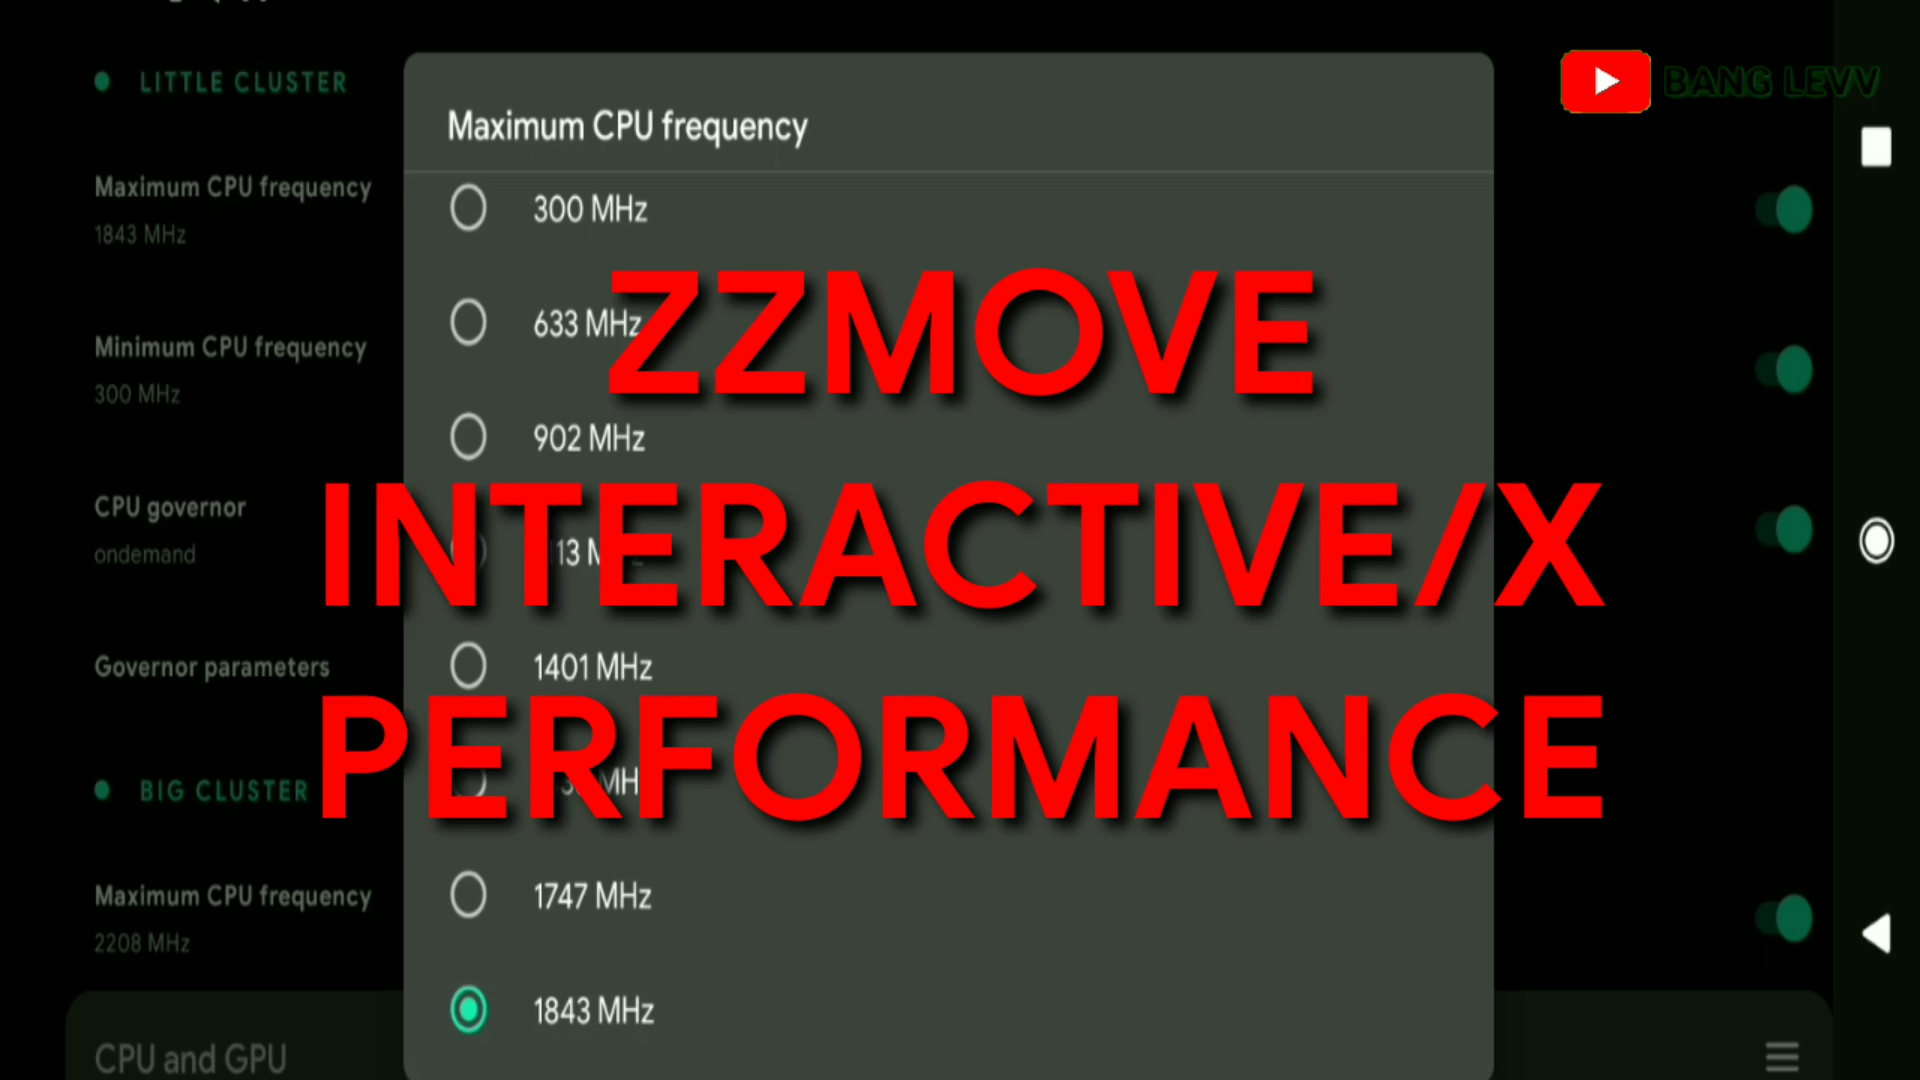 LITTLE CLUSTER
BANG LEVV
Maximum CPU frequency
Maximum CPU frequency
1843 MHz
300 MHz
ZZMOVE
633 MHz
Minimum CPU frequency
300 MHz
902 MHz
CPU governor
ondemand
INTERACTIVE/X
Governor parameters
1401 MHz
PERFORMANCE
BIG CLUSTER
Maximum CPU frequency
2208 MHz
1747 MHz
1843 MHz
CPU and GPU